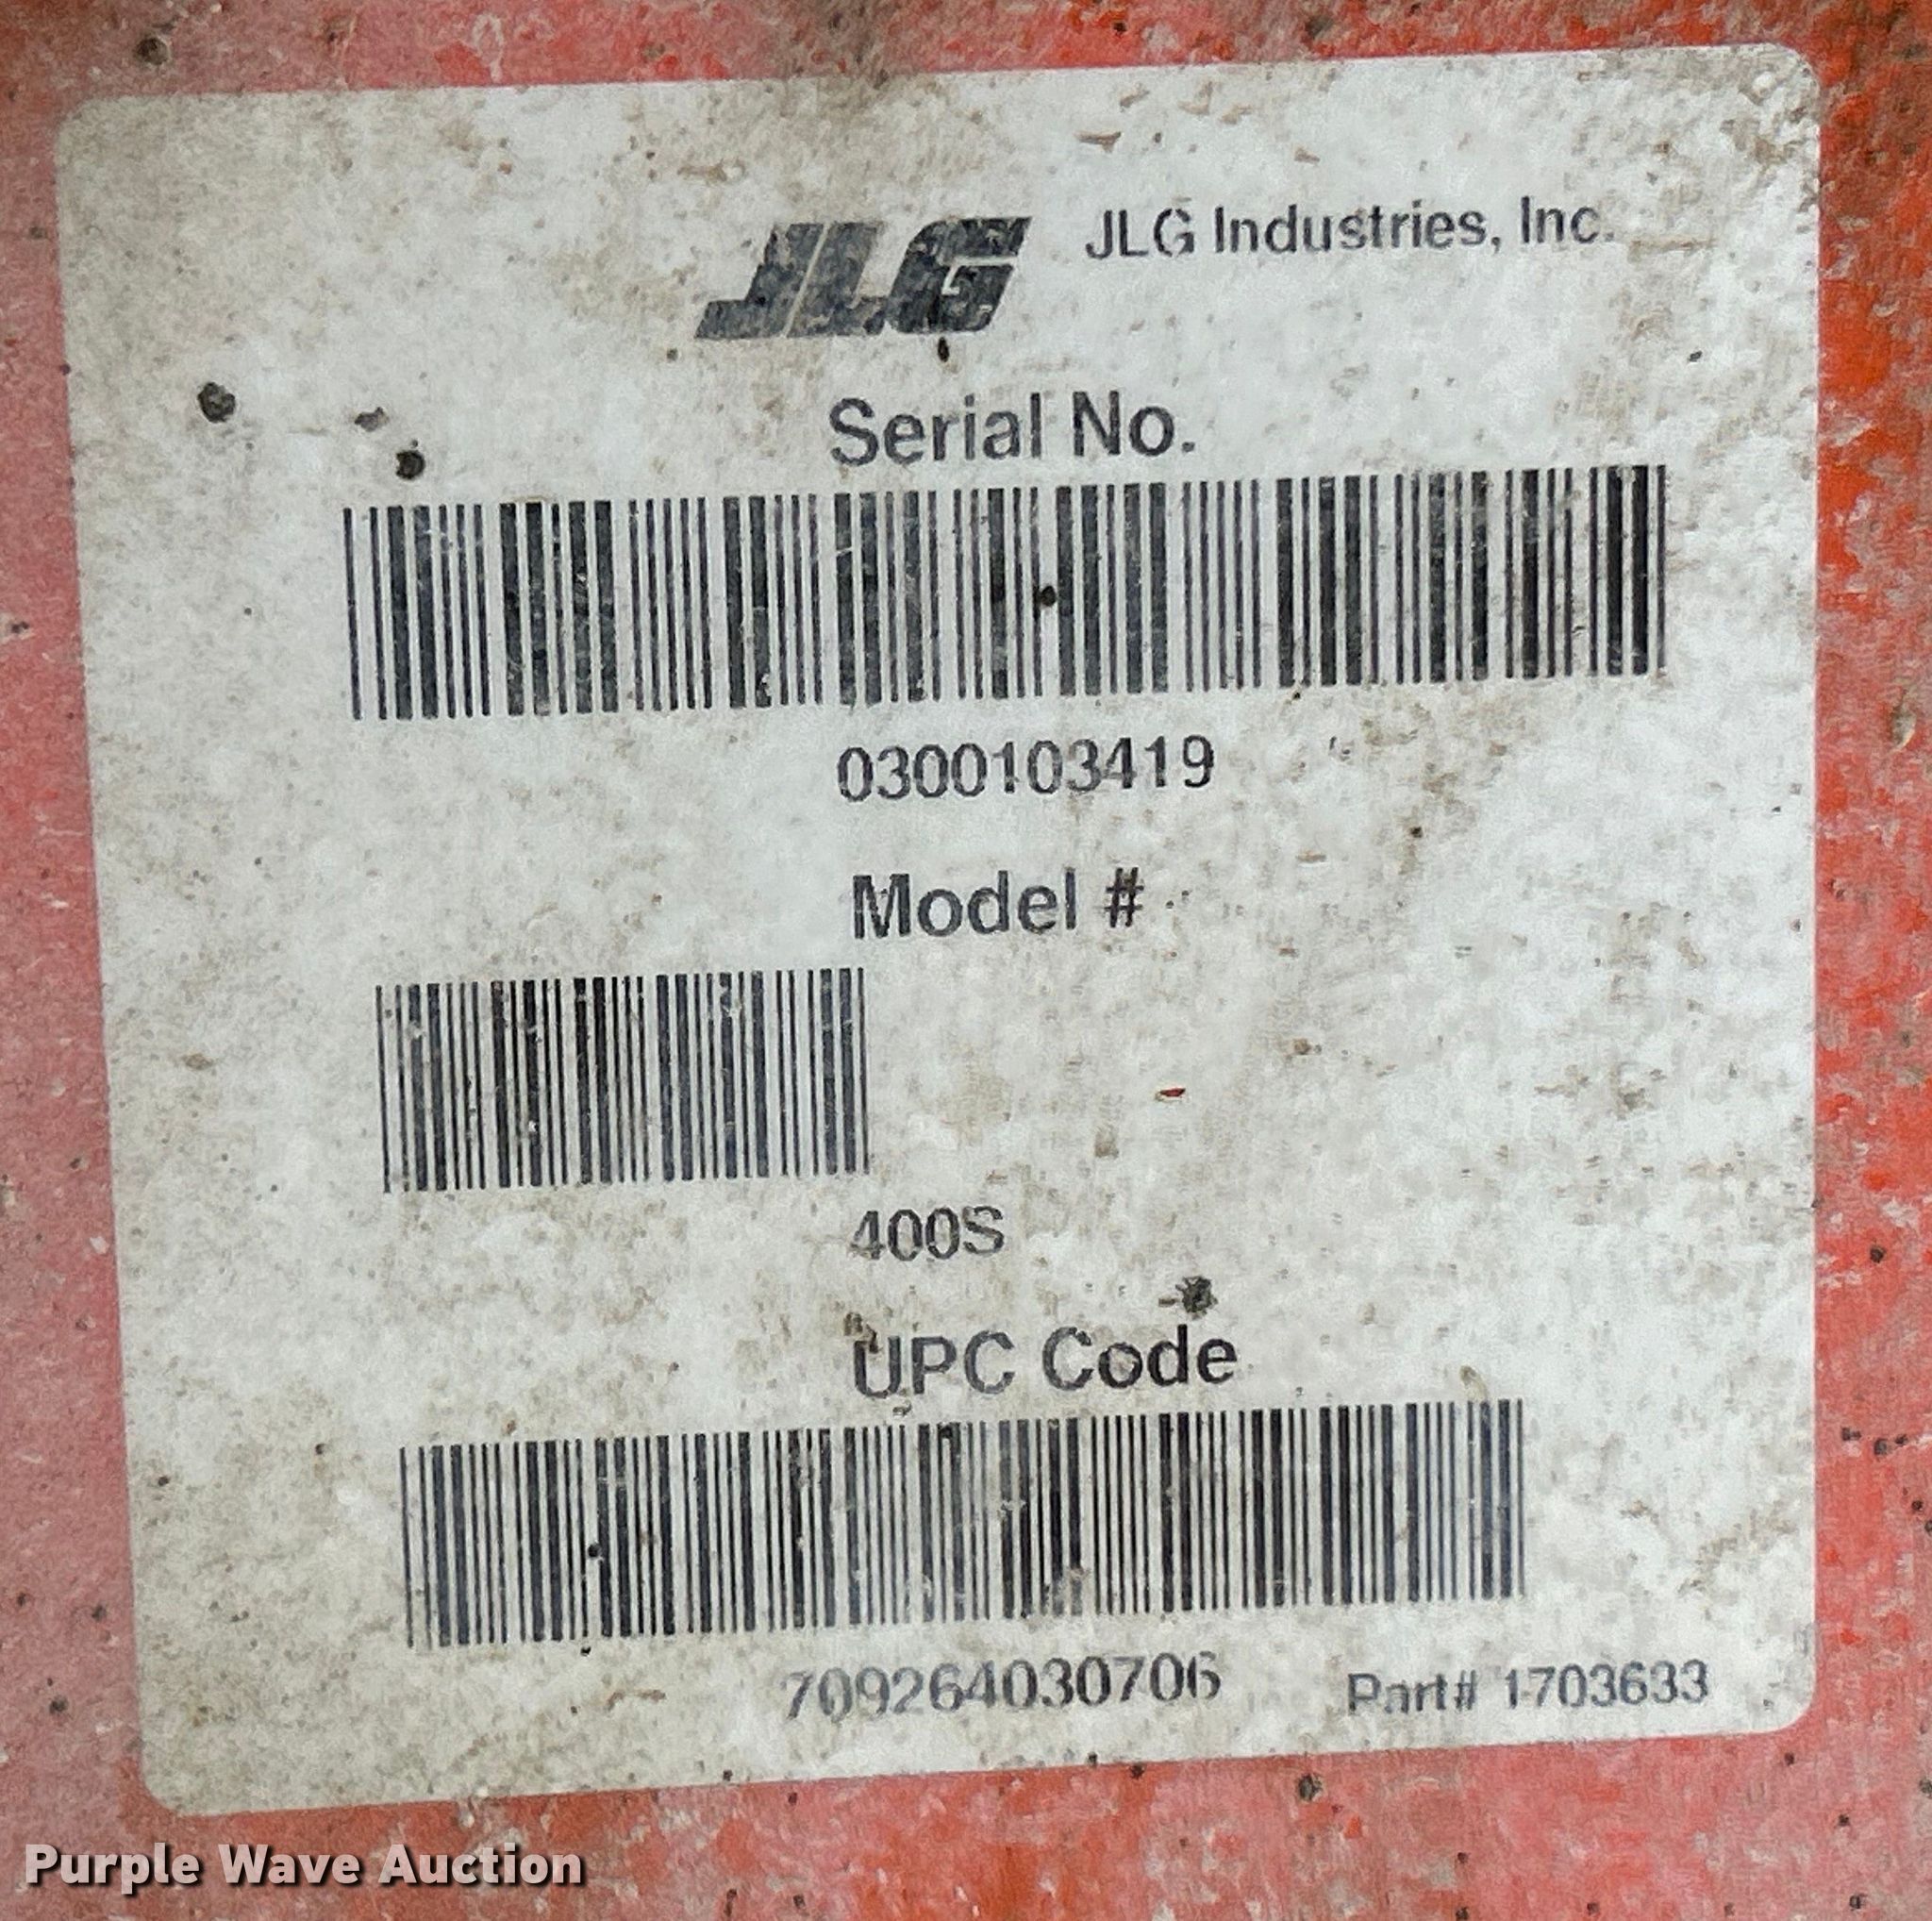 JLG JLG Industries, Inc.
Serial No.
0300103419
Model #
400S
UPC Code
709264030706 Part# 1703633
Purple Wave Auction